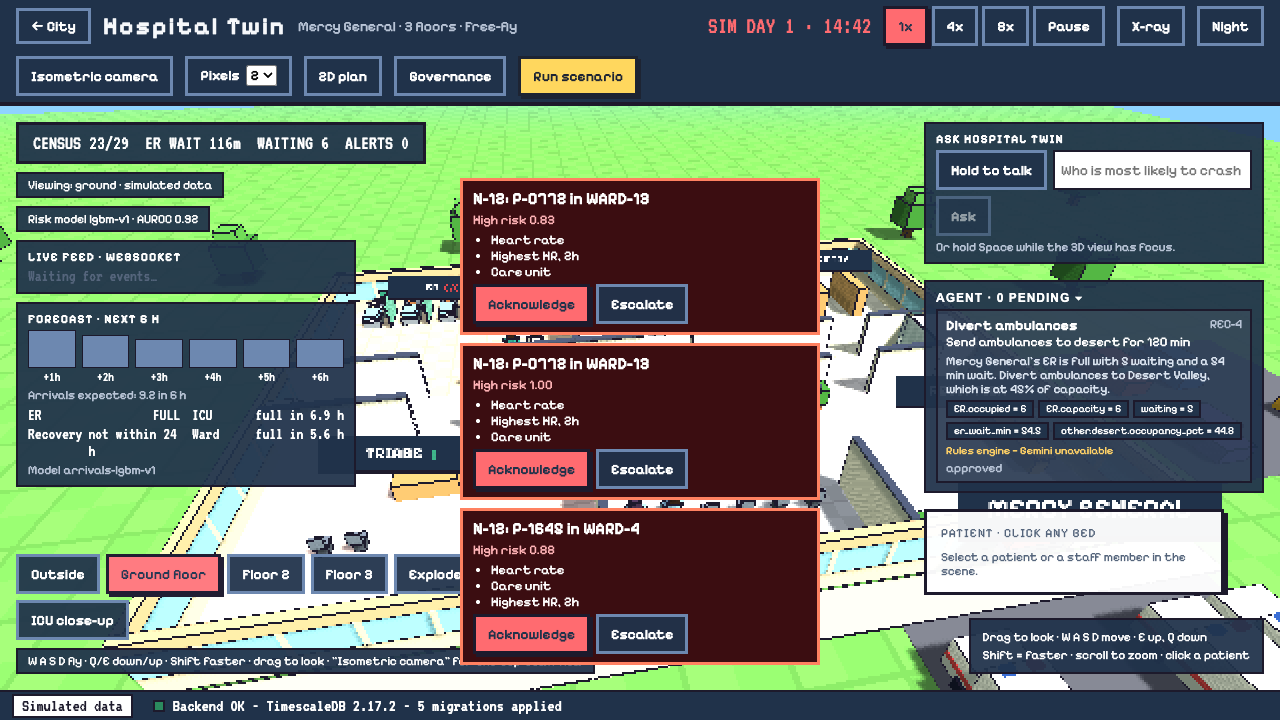 ← City
Hospital Twin
Mercy General · 3 floors · Free-fly
SIM DAY 1 · 14:42
1x
4x
8x
Pause
X-ray
Night
Isometric camera
Pixels 2
2D plan
Governance
Run scenario
CENSUS 23/29 ER WAIT 116m WAITING 6 ALERTS 0
Viewing: ground · simulated data
Risk model lgbm-v1 · AUROC 0.92
LIVE FEED · WEBSOCKET
Waiting for events…
FORECAST · NEXT 6 H
+1h +2h +3h +4h +5h +6h
Arrivals expected: 9.2 in 6 h
ER FULL ICU full in 6.9 h
Recovery not within 24 h Ward full in 5.6 h
Model arrivals-lgbm-v1
TRIAGE
N-12: P-0772 in WARD-13
High risk 0.83
• Heart rate
• Highest HR, 2h
• Care unit
Acknowledge
Escalate
N-12: P-0772 in WARD-13
High risk 1.00
• Heart rate
• Highest HR, 2h
• Care unit
Acknowledge
Escalate
N-12: P-1645 in WARD-4
High risk 0.88
• Heart rate
• Care unit
• Highest HR, 2h
Acknowledge
Escalate
ASK HOSPITAL TWIN
Hold to talk
Who is most likely to crash
Ask
Or hold Space while the 3D view has focus.
AGENT · 0 PENDING
Divert ambulances REC-4
Send ambulances to desert for 120 min
Mercy General's ER is full with 5 waiting and a 54
min wait. Divert ambulances to Desert Valley,
which is at 45% of capacity.
ER.occupied = 6 ER.capacity = 6 waiting = 5
er.wait_min = 54.5 other.desert.occupancy_pct = 44.8
Rules engine - Gemini unavailable
approved
MERCY GENERAL
PATIENT · CLICK ANY BED
Select a patient or a staff member in the
scene.
Outside
Ground floor
Floor 2
Floor 3
Explode
ICU close-up
W A S D fly · Q/E down/up · Shift faster · drag to look · "Isometric camera"
Drag to look · W A S D move · E up, Q down
Shift = faster · scroll to zoom · click a patient
Simulated data
Backend OK - TimescaleDB 2.17.2 - 5 migrations applied